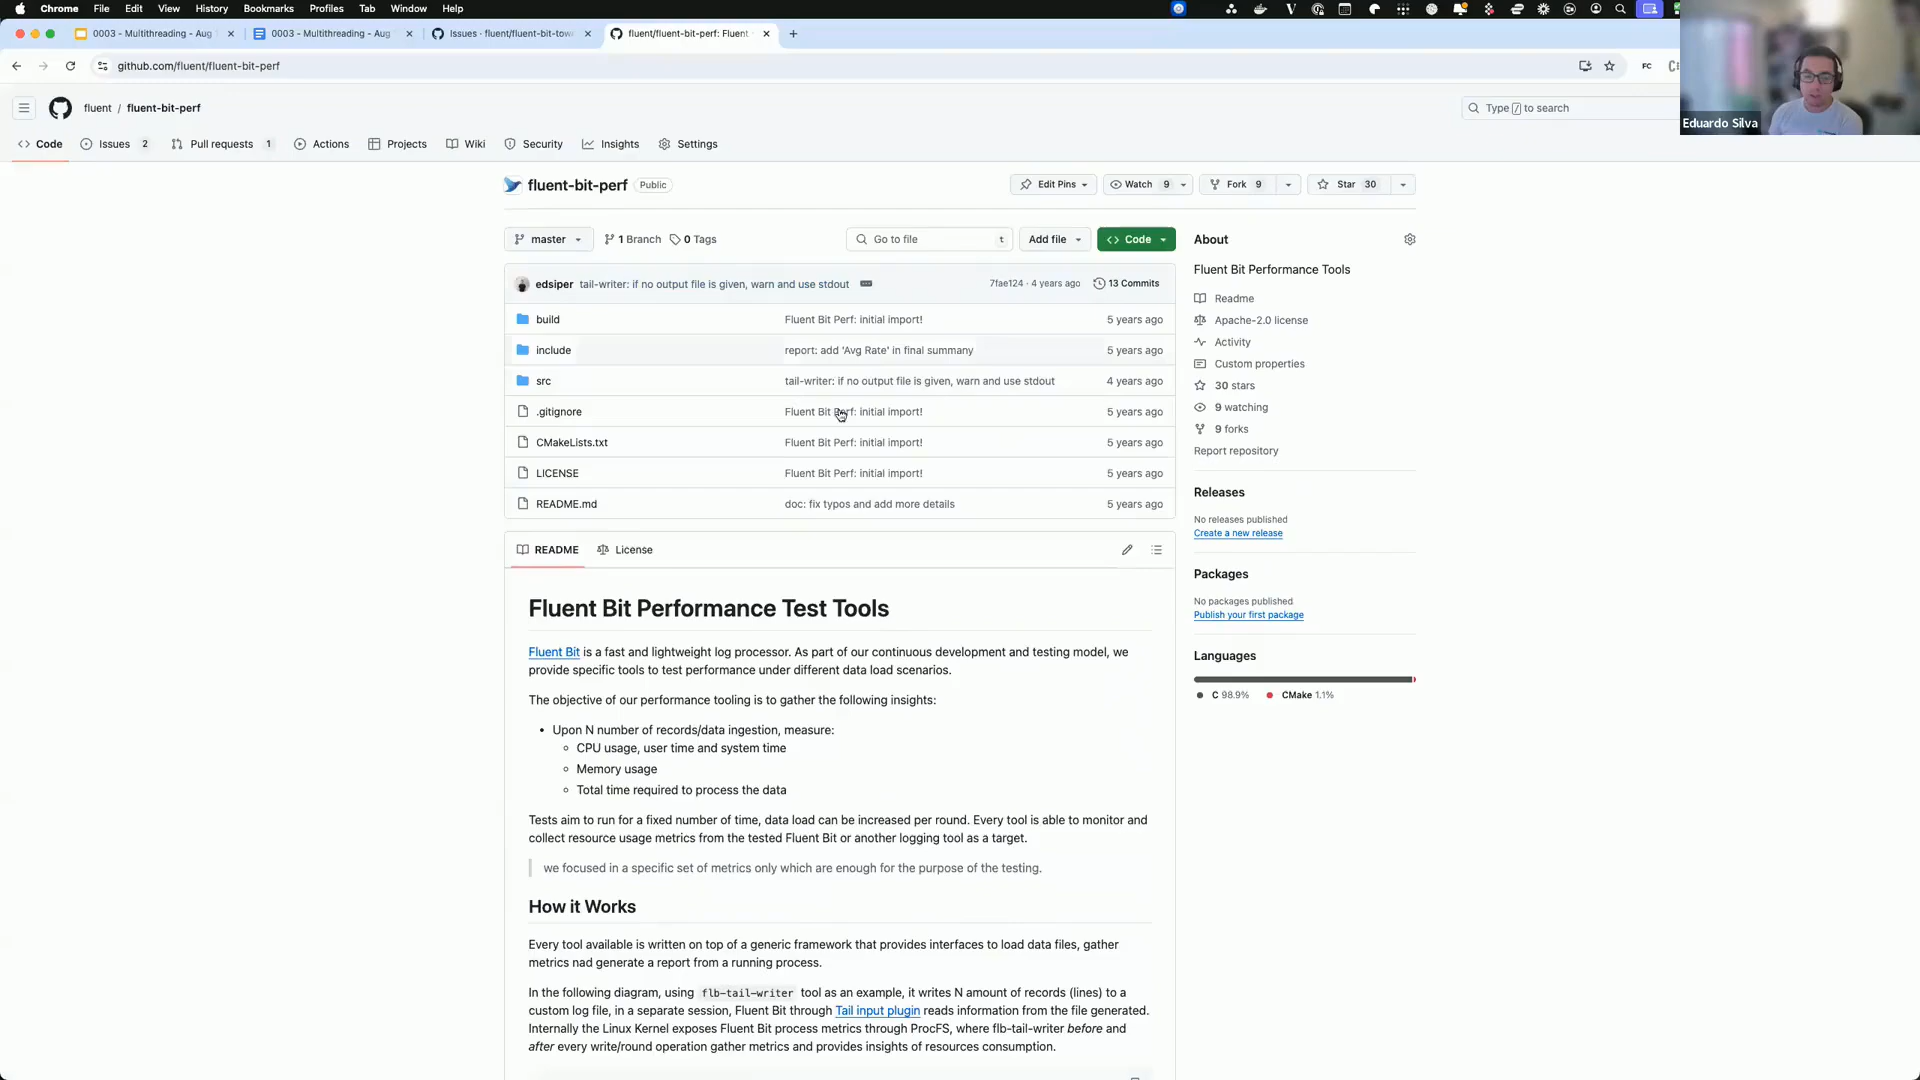 Chrome File Edit View History Bookmarks Profiles Tab Window Help
0003 - Multithreading - Aug
0003 - Multithreading - Aug
Issues · fluent/fluent-bit-tow
fluent/fluent-bit-perf: Fluent
github.com/fluent/fluent-bit-perf
FC
Eduardo Silva
fluent / fluent-bit-perf
Type / to search
Code
Issues 2
Pull requests 1
Actions
Projects
Wiki
Security
Insights
Settings
fluent-bit-perf Public
Edit Pins
Watch 9
Fork 9
Star 30
master
1 Branch
0 Tags
Go to file t
Add file
Code
edsiper tail-writer: if no output file is given, warn and use stdout 7fae124 · 4 years ago 13 Commits
build Fluent Bit Perf: initial import! 5 years ago
include report: add 'Avg Rate' in final summany 5 years ago
src tail-writer: if no output file is given, warn and use stdout 4 years ago
.gitignore Fluent Bit Perf: initial import! 5 years ago
CMakeLists.txt Fluent Bit Perf: initial import! 5 years ago
LICENSE Fluent Bit Perf: initial import! 5 years ago
README.md doc: fix typos and add more details 5 years ago
README
License
Fluent Bit Performance Test Tools
Fluent Bit is a fast and lightweight log processor. As part of our continuous development and testing model, we
provide specific tools to test performance under different data load scenarios.
The objective of our performance tooling is to gather the following insights:
Upon N number of records/data ingestion, measure:
CPU usage, user time and system time
Memory usage
Total time required to process the data
Tests aim to run for a fixed number of time, data load can be increased per round. Every tool is able to monitor and
collect resource usage metrics from the tested Fluent Bit or another logging tool as a target.
we focused in a specific set of metrics only which are enough for the purpose of the testing.
How it Works
Every tool available is written on top of a generic framework that provides interfaces to load data files, gather
metrics nad generate a report from a running process.
In the following diagram, using flb-tail-writer tool as an example, it writes N amount of records (lines) to a
custom log file, in a separate session, Fluent Bit through Tail input plugin reads information from the file generated.
Internally the Linux Kernel exposes Fluent Bit process metrics through ProcFS, where flb-tail-writer before and
after every write/round operation gather metrics and provides insights of resources consumption.
About
Fluent Bit Performance Tools
Readme
Apache-2.0 license
Activity
Custom properties
30 stars
9 watching
9 forks
Report repository
Releases
No releases published
Create a new release
Packages
No packages published
Publish your first package
Languages
C 98.9%
CMake 1.1%